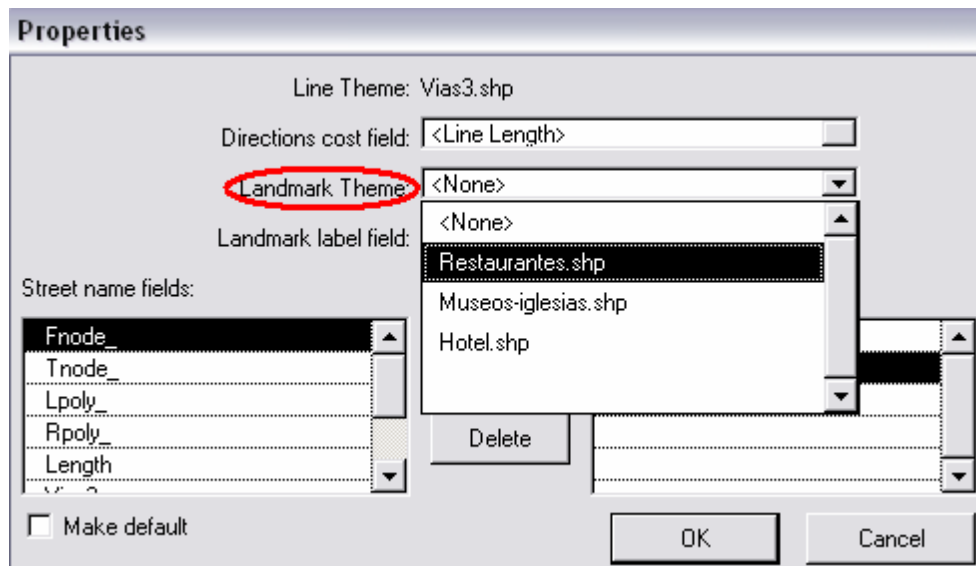 Properties
Line Theme: Vias3.shp
Directions cost field: <Line Length>
Landmark Theme: <None>
<None>
Landmark label field:
Restaurantes.shp
Street name fields:
Museos-iglesias.shp
Hotel.shp
Fnode_
Tnode_
Lpoly_
Rpoly_
Length
Delete
Make default
OK
Cancel